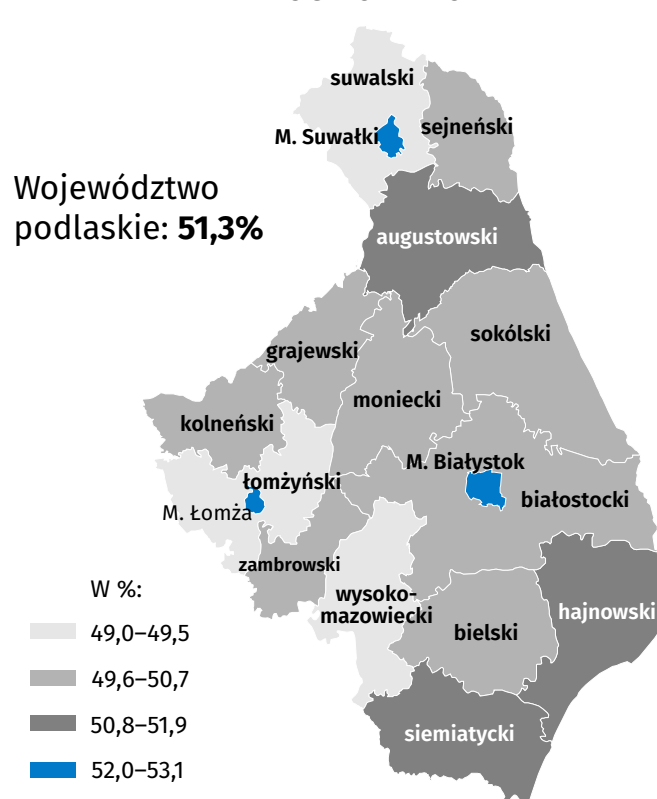 suwalski
M. Suwałki
sejneński
Województwo
podlaskie: 51,3%
augustowski
sokólski
grajewski
moniecki
kolneński
M. Białystok
łomżyński
białostocki
M. Łomża
zambrowski
W %:
wysoko-
mazowiecki
hajnowski
bielski
49,0–49,5
49,6–50,7
50,8–51,9
siemiatycki
52,0–53,1